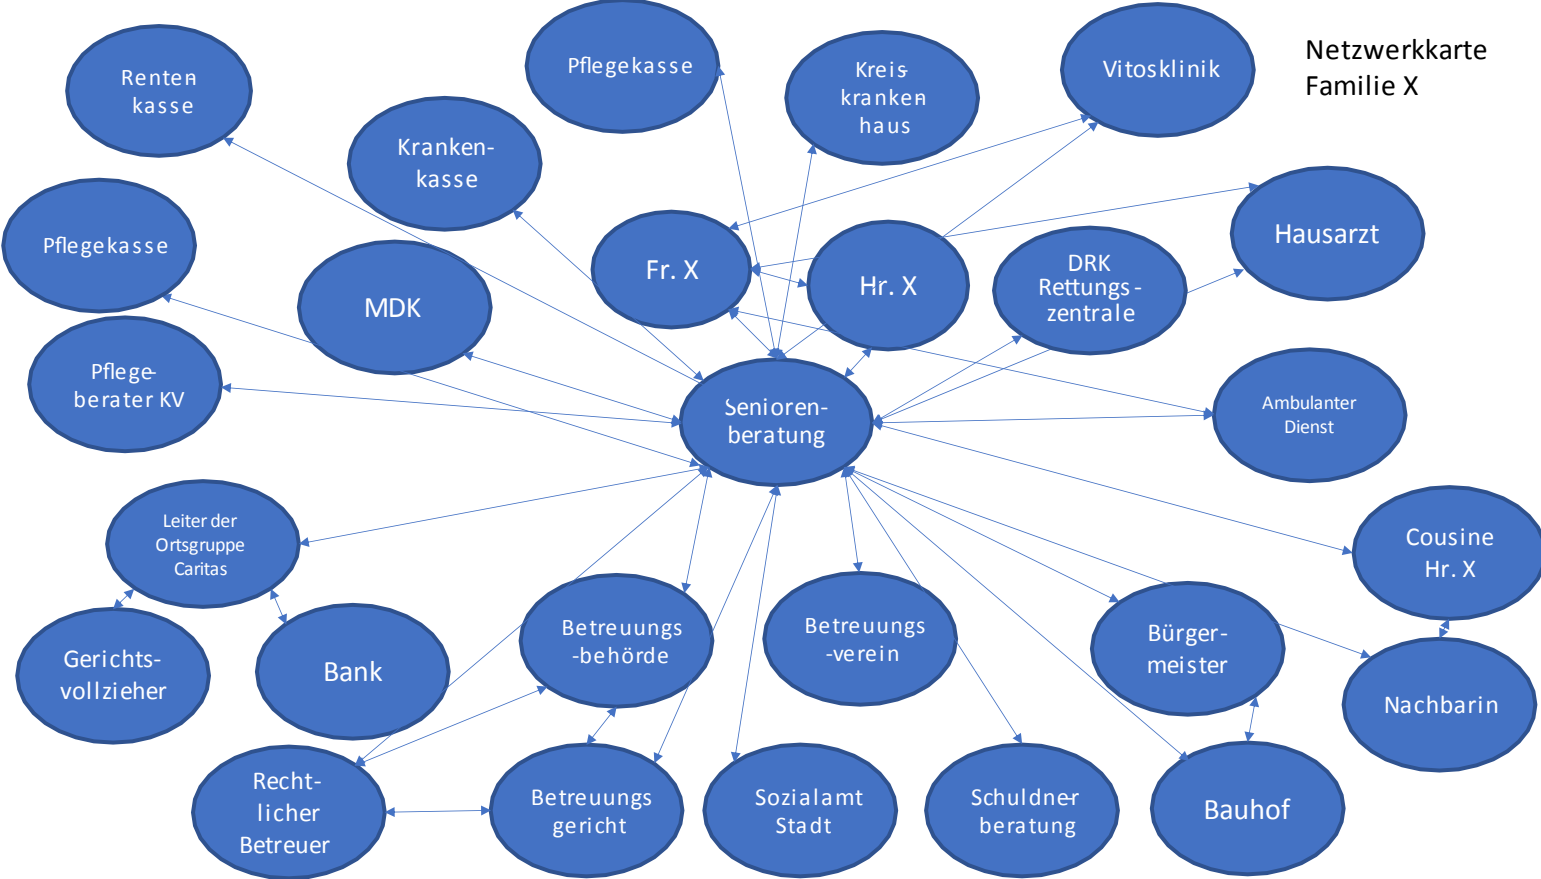 Netzwerkkarte
Familie X
Renten-
kasse
Pflegekasse
Kreis-
kranken-
haus
Vitosklinik
Kranken-
kasse
Pflegekasse
MDK
Fr. X
Hr. X
DRK
Rettungs-
zentrale
Hausarzt
Pflege-
berater KV
Senioren-
beratung
Ambulanter
Dienst
Leiter der
Ortsgruppe
Caritas
Cousine
Hr. X
Gerichts-
vollzieher
Bank
Betreuungs
-behörde
Betreuungs
-verein
Bürger-
meister
Nachbarin
Recht-
licher
Betreuer
Betreuungs
gericht
Sozialamt
Stadt
Schuldner-
beratung
Bauhof